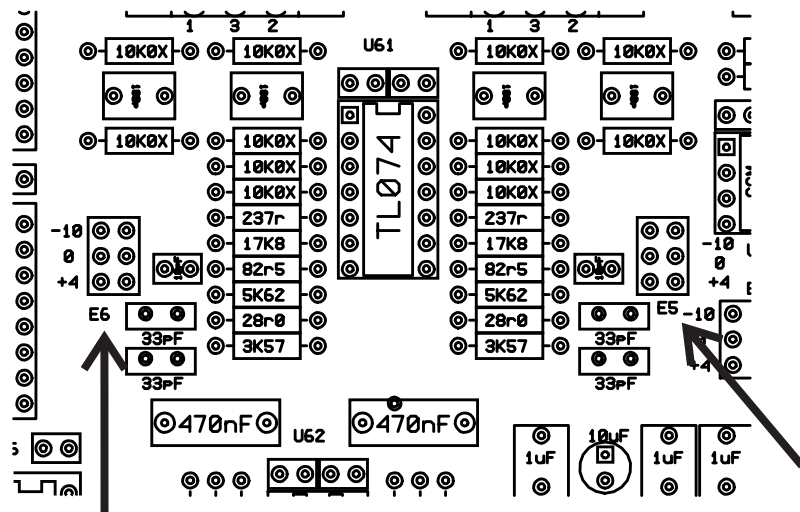 1 3 2
1 3 2
U61
10K0X 10K0X 10K0X 10K0X
10K0X 10K0X 10K0X 10K0X
10K0X 10K0X
10K0X 10K0X
TL074
237r 237r
-10
17K8 17K8
-10
0
82r5 82r5
0
+4
5K62 5K62
+4
E6
28r0 28r0
E5 -10
33pF 33pF
3K57 3K57
+4
33pF 33pF
470nF 470nF
U62
10uF
1uF 1uF 1uF